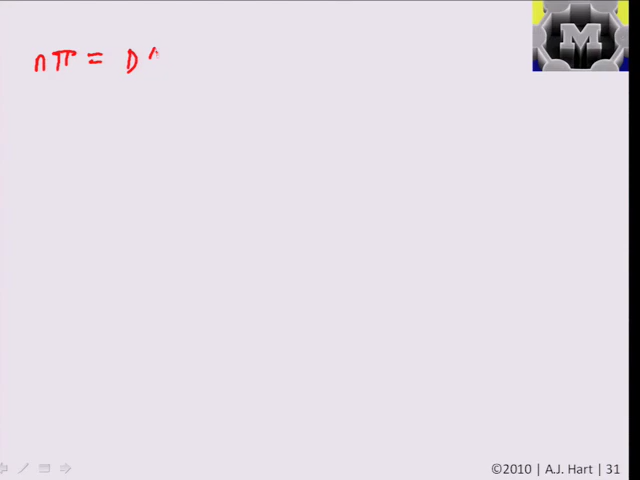 nπ = D
M
©2010 | A.J. Hart | 31